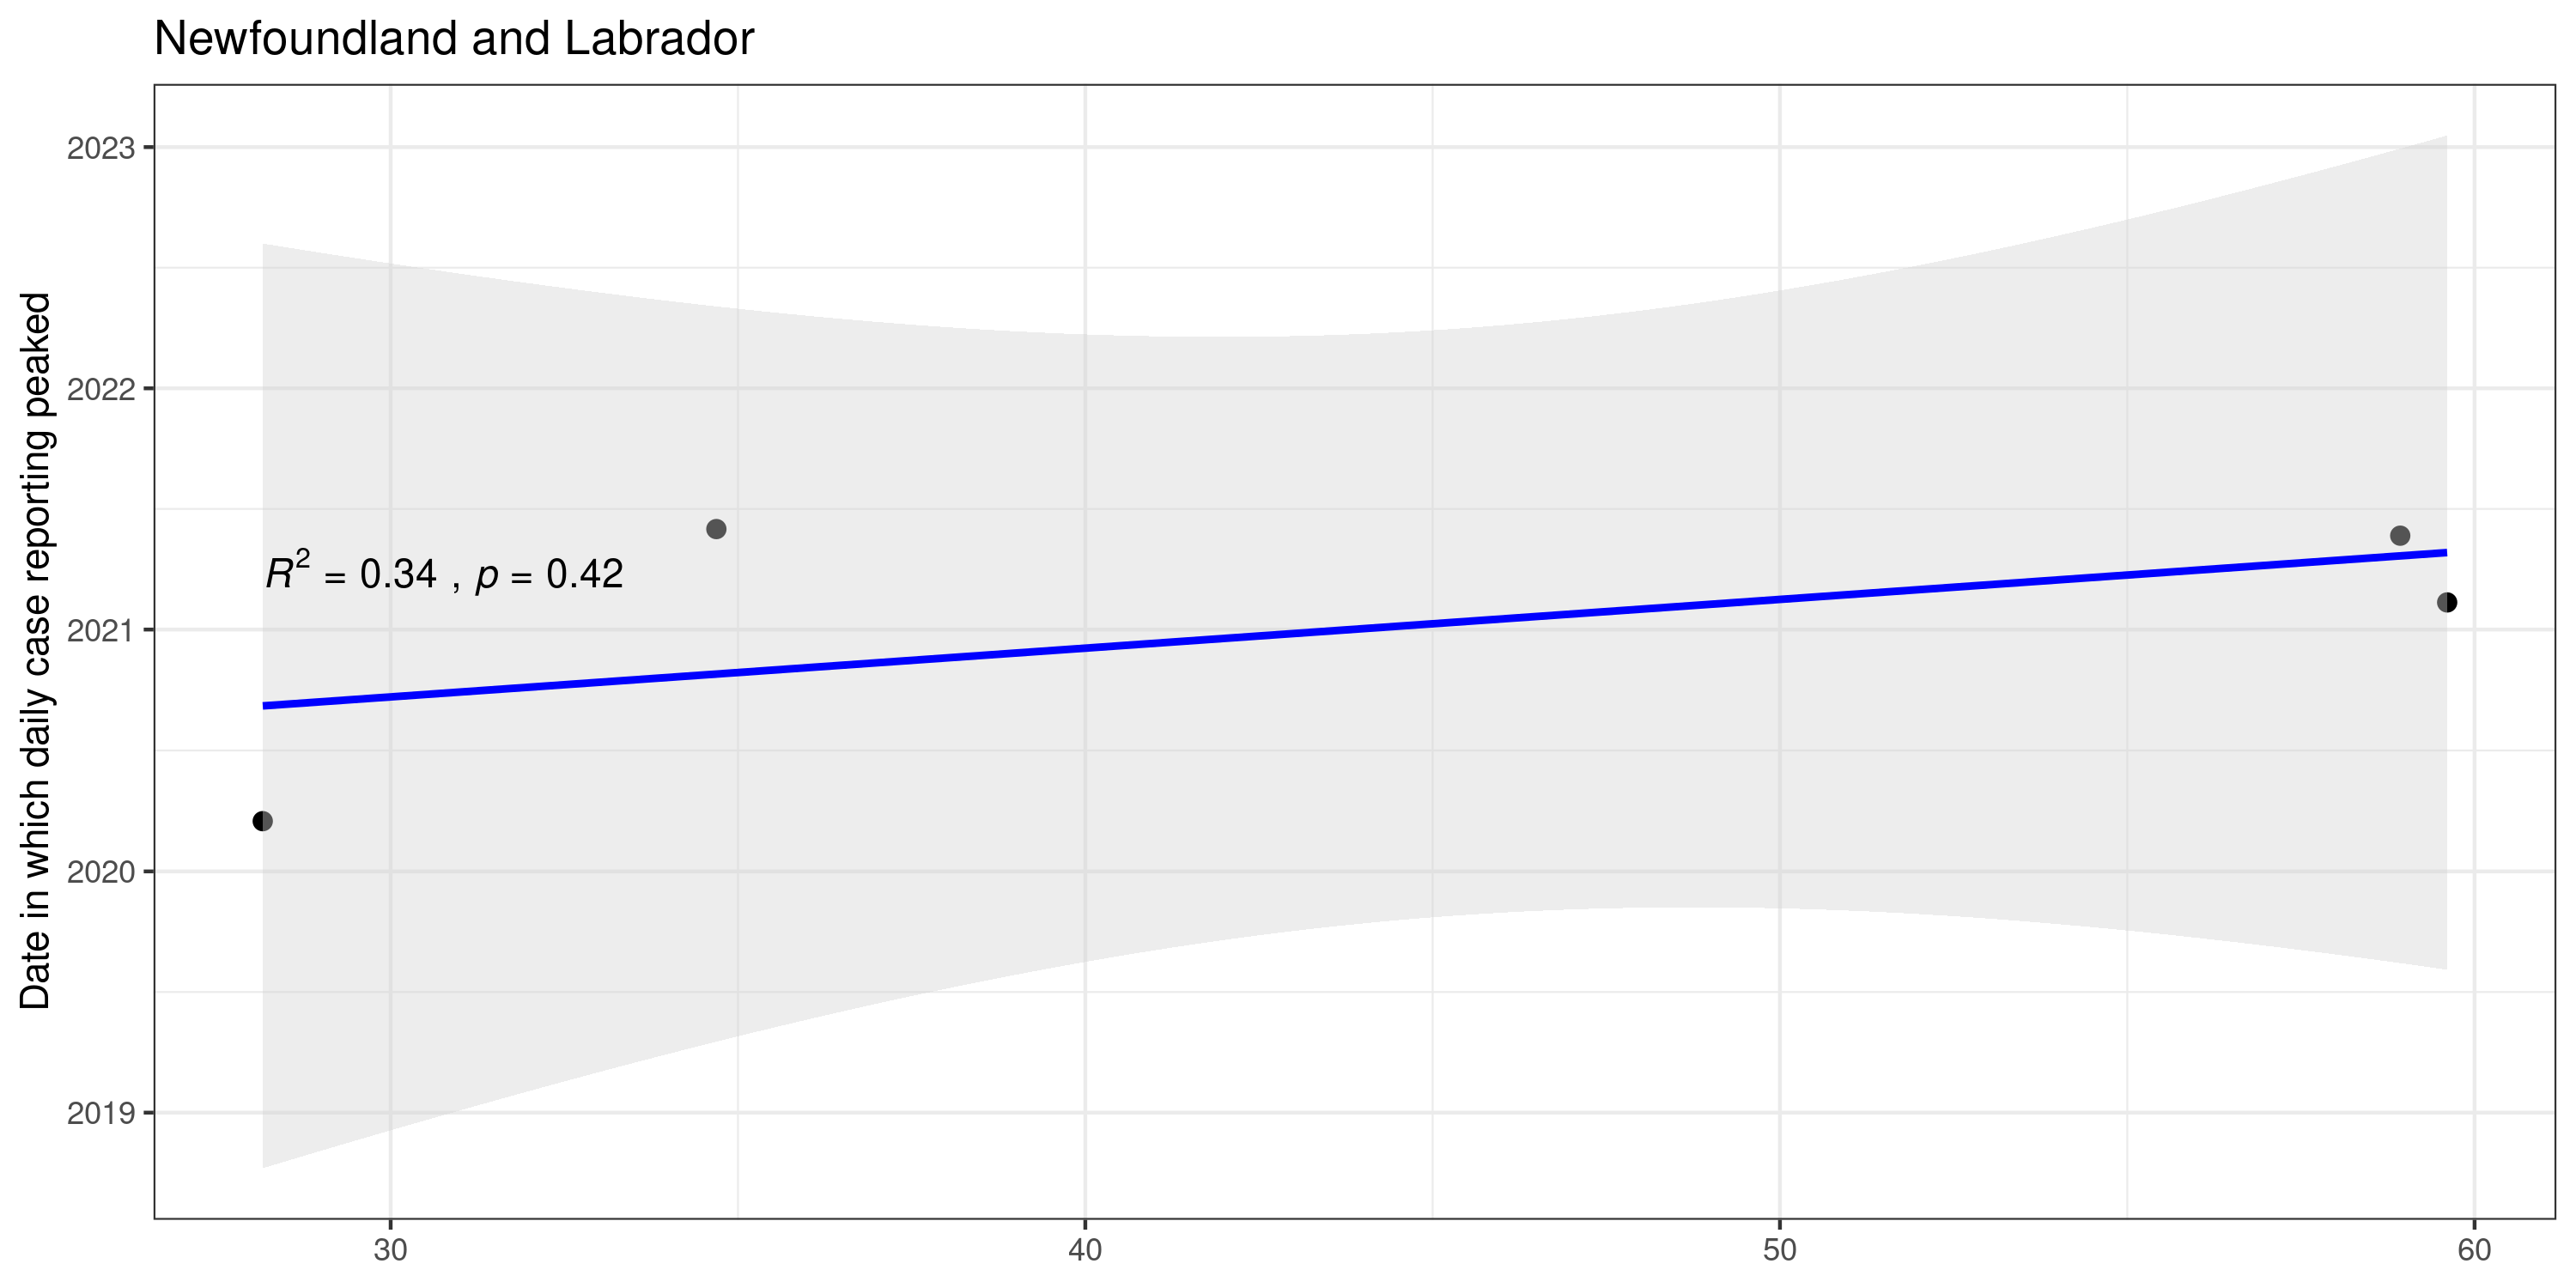 Newfoundland and Labrador
Date in which daily case reporting peaked
2023
2022
2021
2020
2019
R² = 0.34 , p = 0.42
30 40 50 60